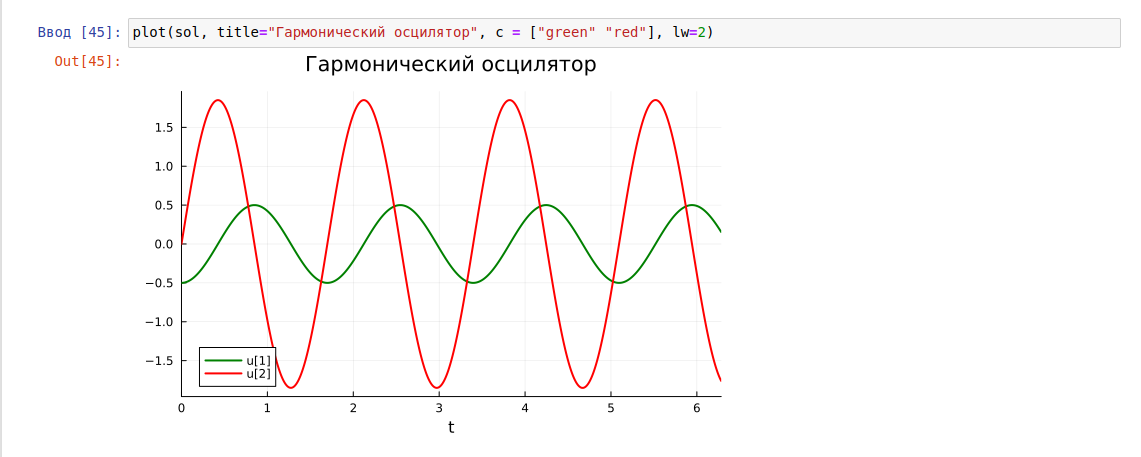 Ввод [45]: plot(sol, title="Гармонический осцилятор", c = ["green" "red"], lw=2)
Out[45]:
Гармонический осцилятор
1.5
1.0
0.5
0.0
−0.5
−1.0
−1.5
u[1]
u[2]
0 1 2 3 4 5 6
t